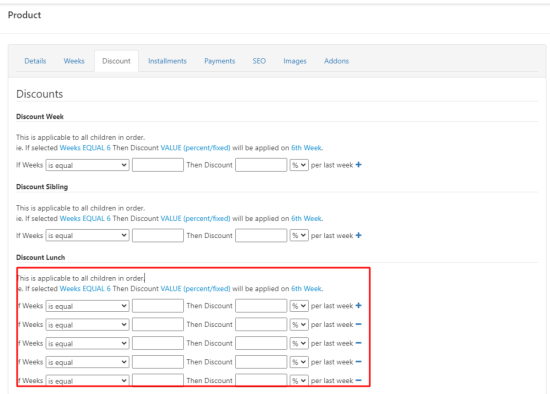 Product
Details Weeks Discount Installments Payments SEO Images Addons
Discounts
Discount Week
This is applicable to all children in order.
ie. If selected Weeks EQUAL 6 Then Discount VALUE (percent/fixed) will be applied on 6th Week.
If Weeks is equal Then Discount % per last week +
Discount Sibling
This is applicable to all children in order.
ie. If selected Weeks EQUAL 6 Then Discount VALUE (percent/fixed) will be applied on 6th Week.
If Weeks is equal Then Discount % per last week +
Discount Lunch
This is applicable to all children in order.
e. If selected Weeks EQUAL 6 Then Discount VALUE (percent/fixed) will be applied on 6th Week.
f Weeks is equal Then Discount % per last week +
f Weeks is equal Then Discount % per last week −
f Weeks is equal Then Discount % per last week −
f Weeks is equal Then Discount % per last week −
f Weeks is equal Then Discount % per last week −